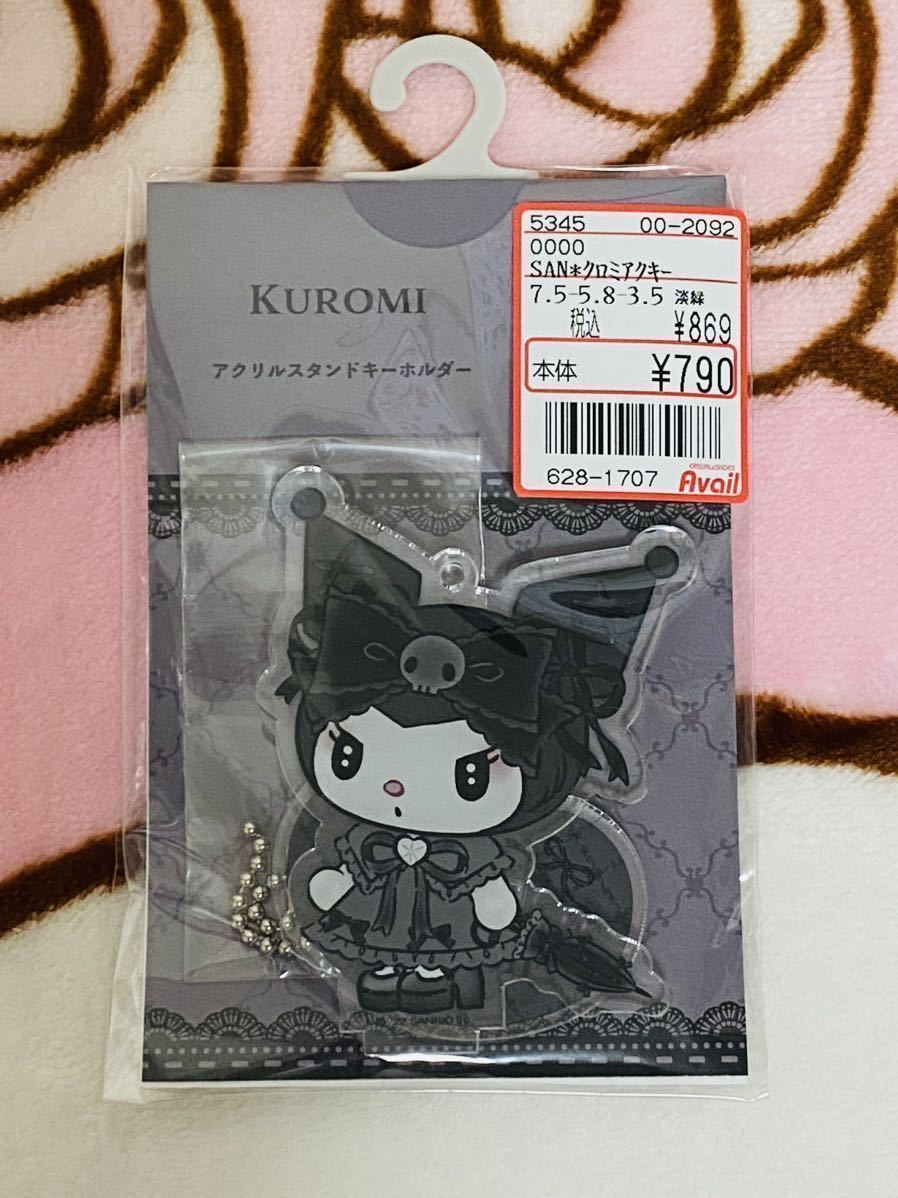 5345 00-2092
0000
SAN*クロミアクキー
7.5-5.8-3.5 淡緑
税込 ¥869
本体 ¥790
628-1707
CASUAL&SHOES
Avail
KUROMI
アクリルスタンドキーホルダー